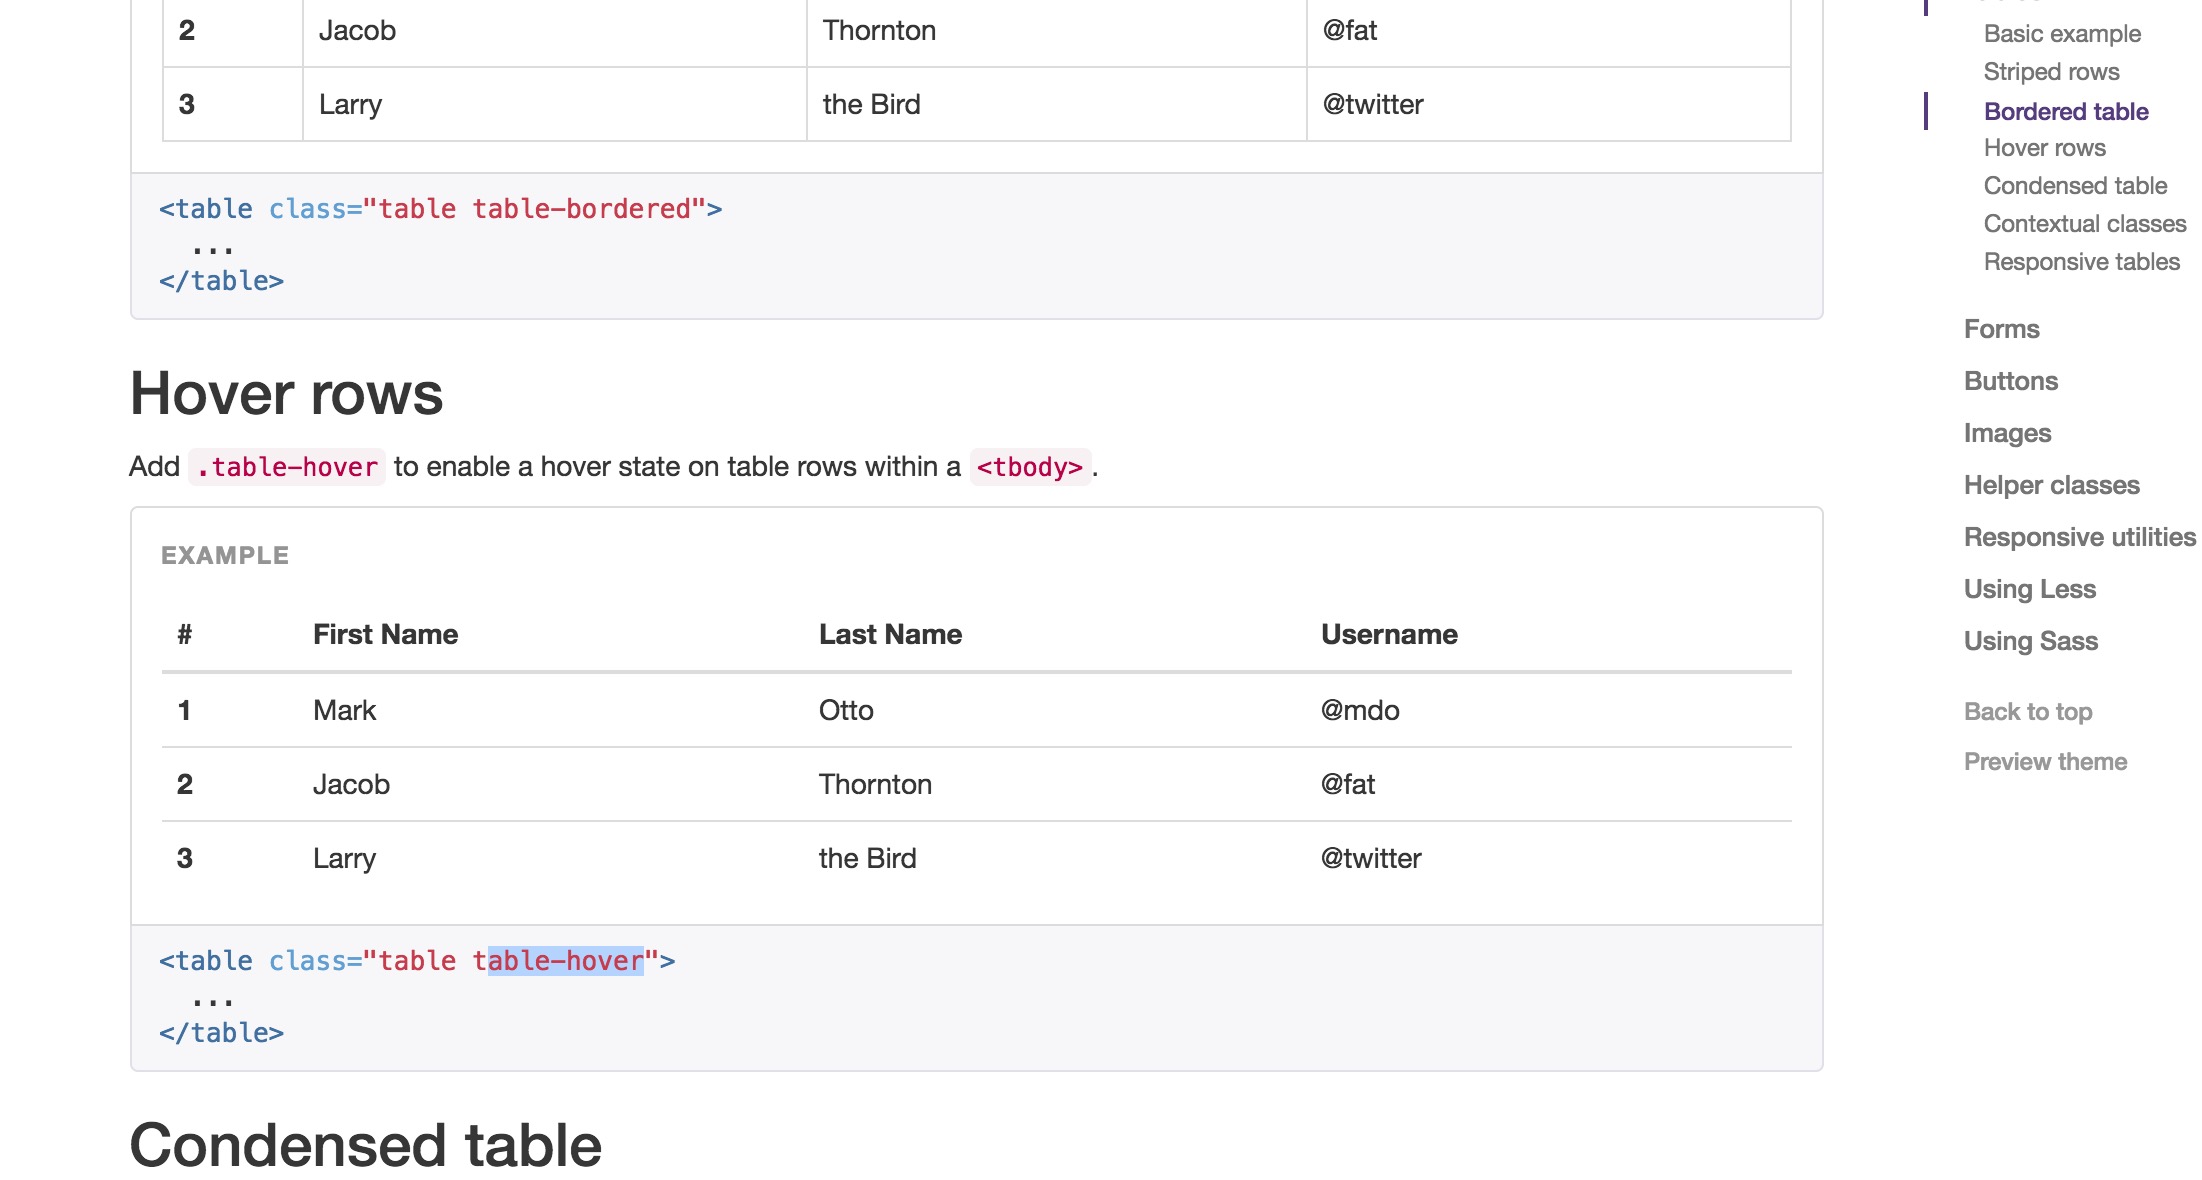 2 Jacob Thornton @fat
3 Larry the Bird @twitter
<table class="table table-bordered">
...
</table>
Hover rows
Add .table-hover to enable a hover state on table rows within a <tbody>.
EXAMPLE
# First Name Last Name Username
1 Mark Otto @mdo
2 Jacob Thornton @fat
3 Larry the Bird @twitter
<table class="table table-hover">
...
</table>
Condensed table
Basic example
Striped rows
Bordered table
Hover rows
Condensed table
Contextual classes
Responsive tables
Forms
Buttons
Images
Helper classes
Responsive utilities
Using Less
Using Sass
Back to top
Preview theme